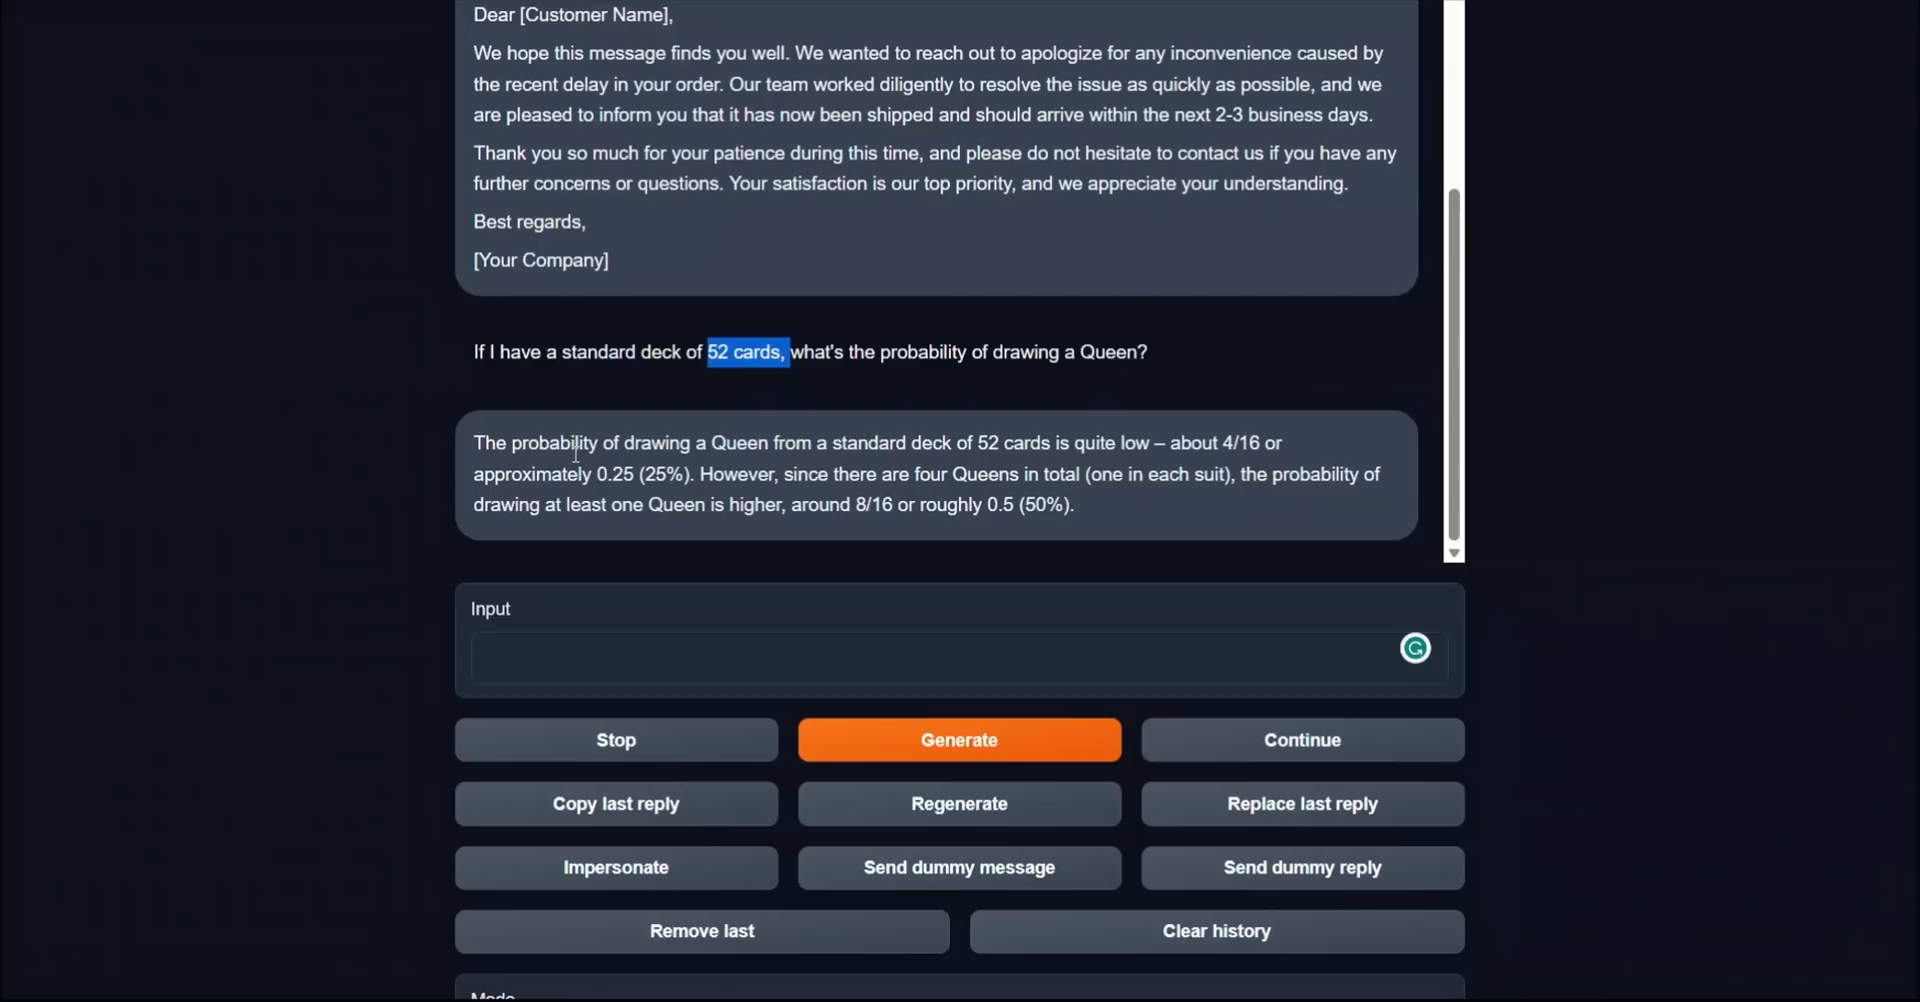 Dear [Customer Name],
We hope this message finds you well. We wanted to reach out to apologize for any inconvenience caused by
the recent delay in your order. Our team worked diligently to resolve the issue as quickly as possible, and we
are pleased to inform you that it has now been shipped and should arrive within the next 2-3 business days.
Thank you so much for your patience during this time, and please do not hesitate to contact us if you have any
further concerns or questions. Your satisfaction is our top priority, and we appreciate your understanding.
Best regards,
[Your Company]
If I have a standard deck of 52 cards, what's the probability of drawing a Queen?
The probability of drawing a Queen from a standard deck of 52 cards is quite low – about 4/16 or
approximately 0.25 (25%). However, since there are four Queens in total (one in each suit), the probability of
drawing at least one Queen is higher, around 8/16 or roughly 0.5 (50%).
Input
Stop
Generate
Continue
Copy last reply
Regenerate
Replace last reply
Impersonate
Send dummy message
Send dummy reply
Remove last
Clear history
Mode